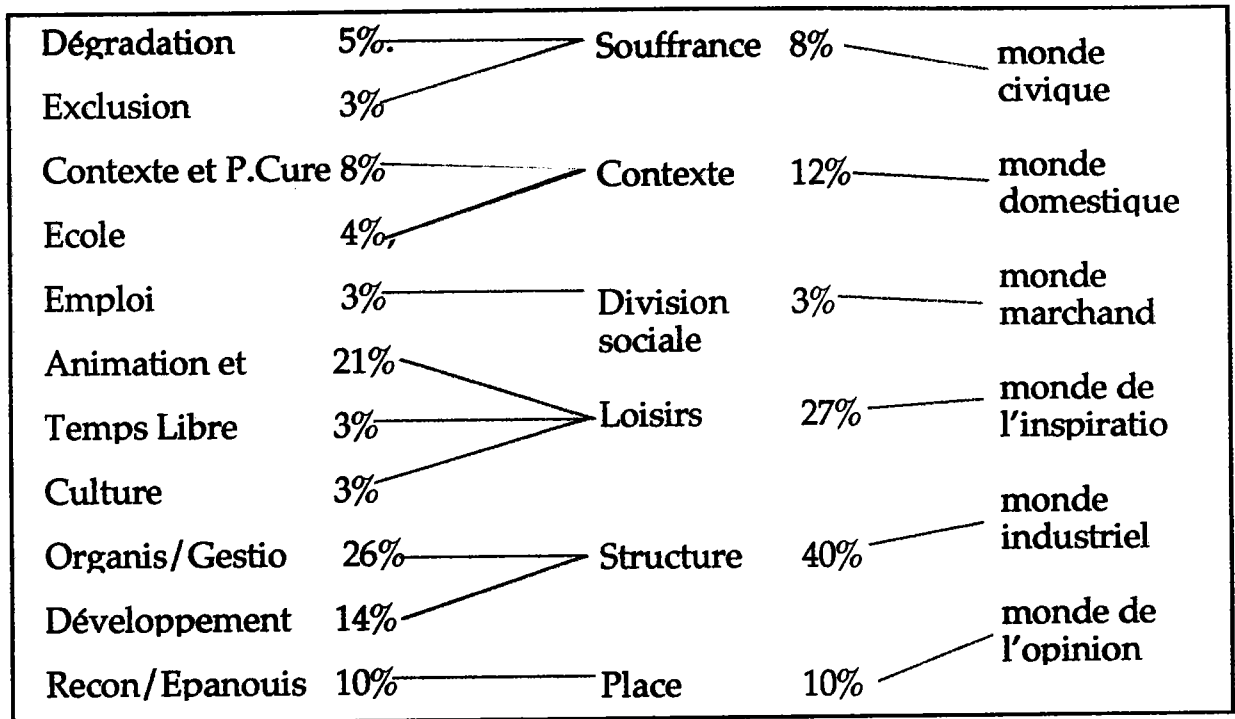 Dégradation 5%. Souffrance 8% monde civique
Exclusion 3%
Contexte et P.Cure 8% Contexte 12% monde domestique
Ecole 4%,
Emploi 3% Division sociale 3% monde marchand
Animation et 21%
Temps Libre 3% Loisirs 27% monde de l'inspiratio
Culture 3%
Organis/Gestio 26% Structure 40% monde industriel
Développement 14%
Recon/Epanouis 10% Place 10% monde de l'opinion